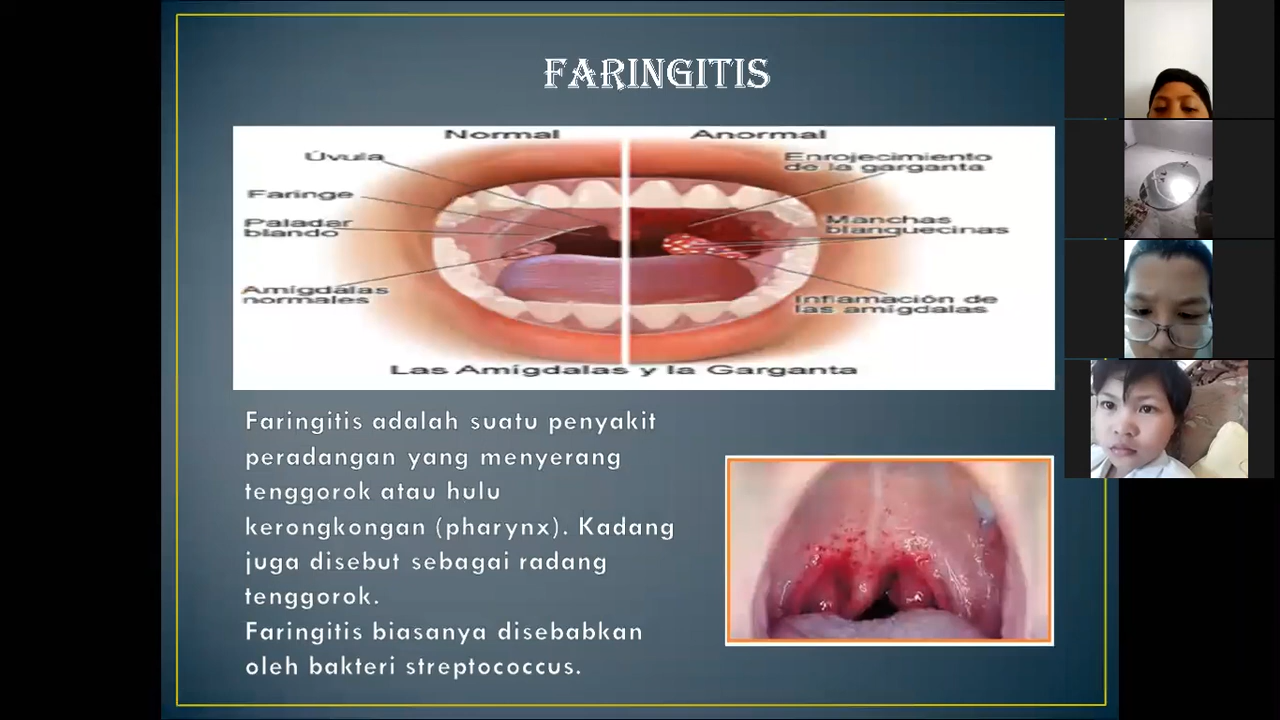 FARINGITIS
Normal
Anormal
Úvula
Faringe
Paladar
blando
Amígdalas
normales
Enrojecimiento
de la garganta
Manchas
blanquecinas
Inflamación de
las amígdalas
Las Amígdalas y la Garganta
Faringitis adalah suatu penyakit
peradangan yang menyerang
tenggorok atau hulu
kerongkongan (pharynx). Kadang
juga disebut sebagai radang
tenggorok.
Faringitis biasanya disebabkan
oleh bakteri streptococcus.